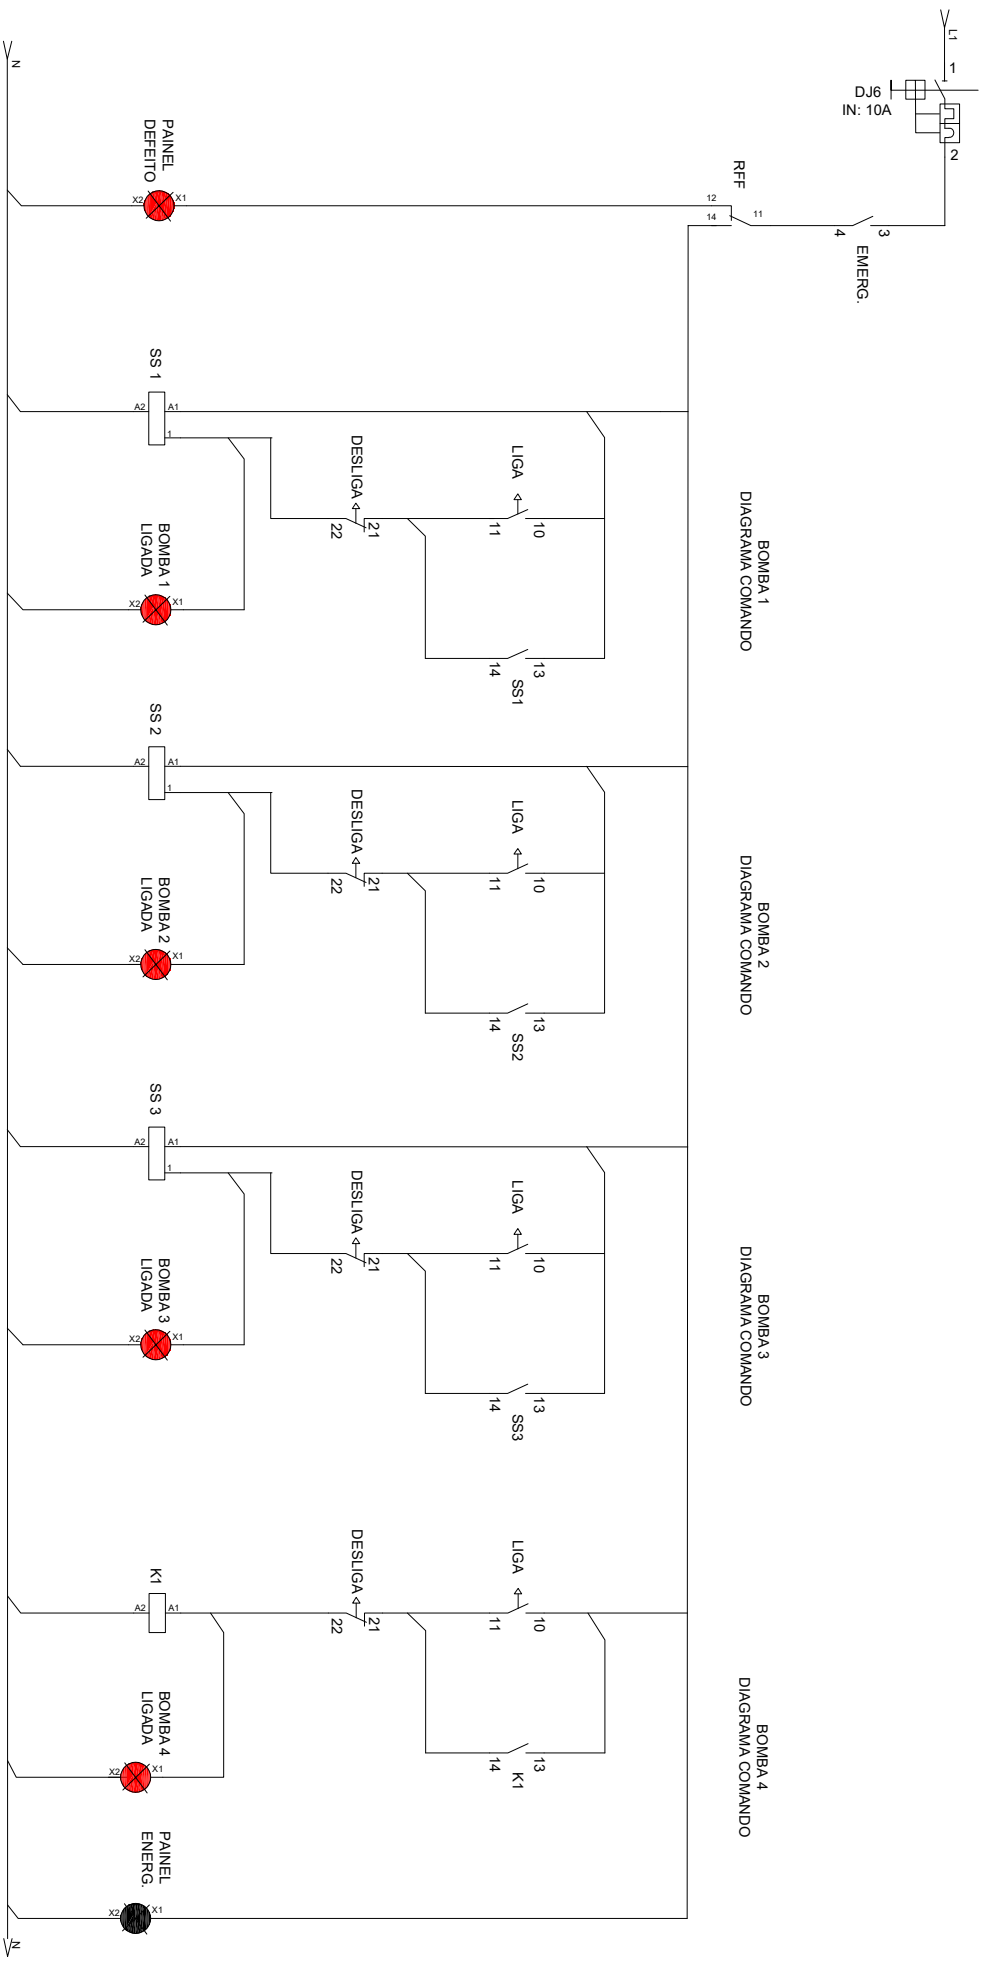 L1
1
DJ6
IN: 10A
2
3
4
EMERG.
RFF
11
12
14
N
PAINEL
DEFEITO
X1
X2
BOMBA 1
DIAGRAMA COMANDO
LIGA
10
11
13
14
SS1
DESLIGA
21
22
SS 1
A1
A2
1
BOMBA 1
LIGADA
X1
X2
BOMBA 2
DIAGRAMA COMANDO
LIGA
10
11
13
14
SS2
DESLIGA
21
22
SS 2
A1
A2
1
BOMBA 2
LIGADA
X1
X2
BOMBA 3
DIAGRAMA COMANDO
LIGA
10
11
13
14
SS3
DESLIGA
21
22
SS 3
A1
A2
1
BOMBA 3
LIGADA
X1
X2
BOMBA 4
DIAGRAMA COMANDO
LIGA
10
11
13
14
K1
DESLIGA
21
22
K1
A1
A2
BOMBA 4
LIGADA
X1
X2
PAINEL
ENERG.
X1
X2
N